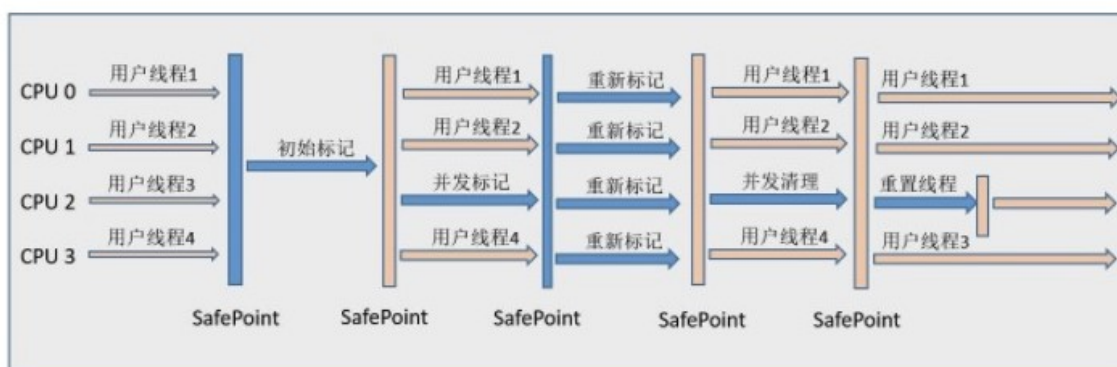 CPU 0 用户线程1 用户线程1 重新标记 用户线程1 用户线程1
CPU 1 用户线程2 初始标记 用户线程2 重新标记 用户线程2 用户线程2
CPU 2 用户线程3 并发标记 重新标记 并发清理 重置线程
CPU 3 用户线程4 用户线程4 重新标记 用户线程4 用户线程3
SafePoint SafePoint SafePoint SafePoint SafePoint